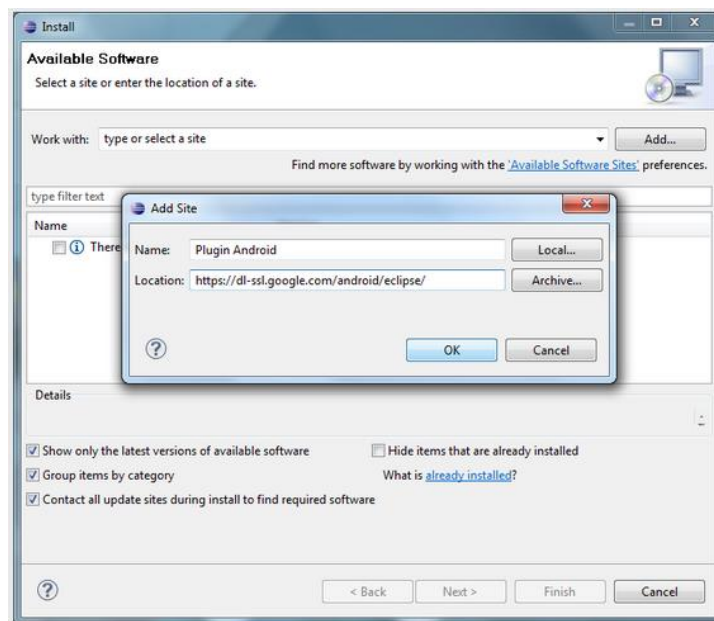 Install
Available Software
Select a site or enter the location of a site.
Work with: type or select a site Add...
Find more software by working with the 'Available Software Sites' preferences.
type filter text
Name
There
Add Site
Name: Plugin Android Local...
Location: https://dl-ssl.google.com/android/eclipse/ Archive...
OK Cancel
Details
Show only the latest versions of available software Hide items that are already installed
Group items by category What is already installed?
Contact all update sites during install to find required software
< Back Next > Finish Cancel